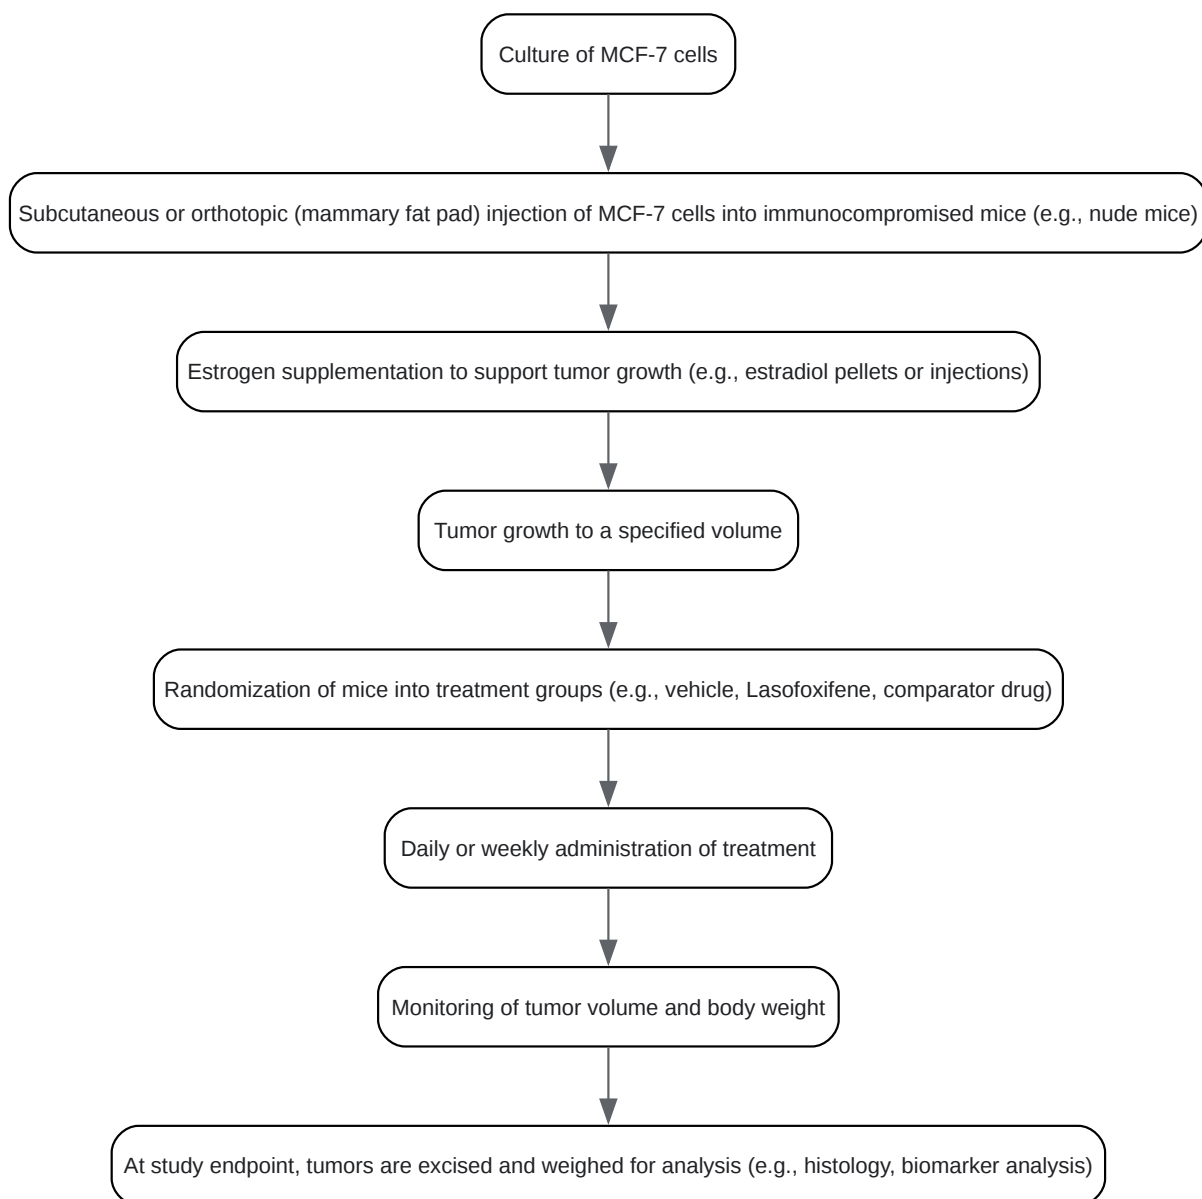 Culture of MCF-7 cells
Subcutaneous or orthotopic (mammary fat pad) injection of MCF-7 cells into immunocompromised mice (e.g., nude mice)
Estrogen supplementation to support tumor growth (e.g., estradiol pellets or injections)
Tumor growth to a specified volume
Randomization of mice into treatment groups (e.g., vehicle, Lasofoxifene, comparator drug)
Daily or weekly administration of treatment
Monitoring of tumor volume and body weight
At study endpoint, tumors are excised and weighed for analysis (e.g., histology, biomarker analysis)